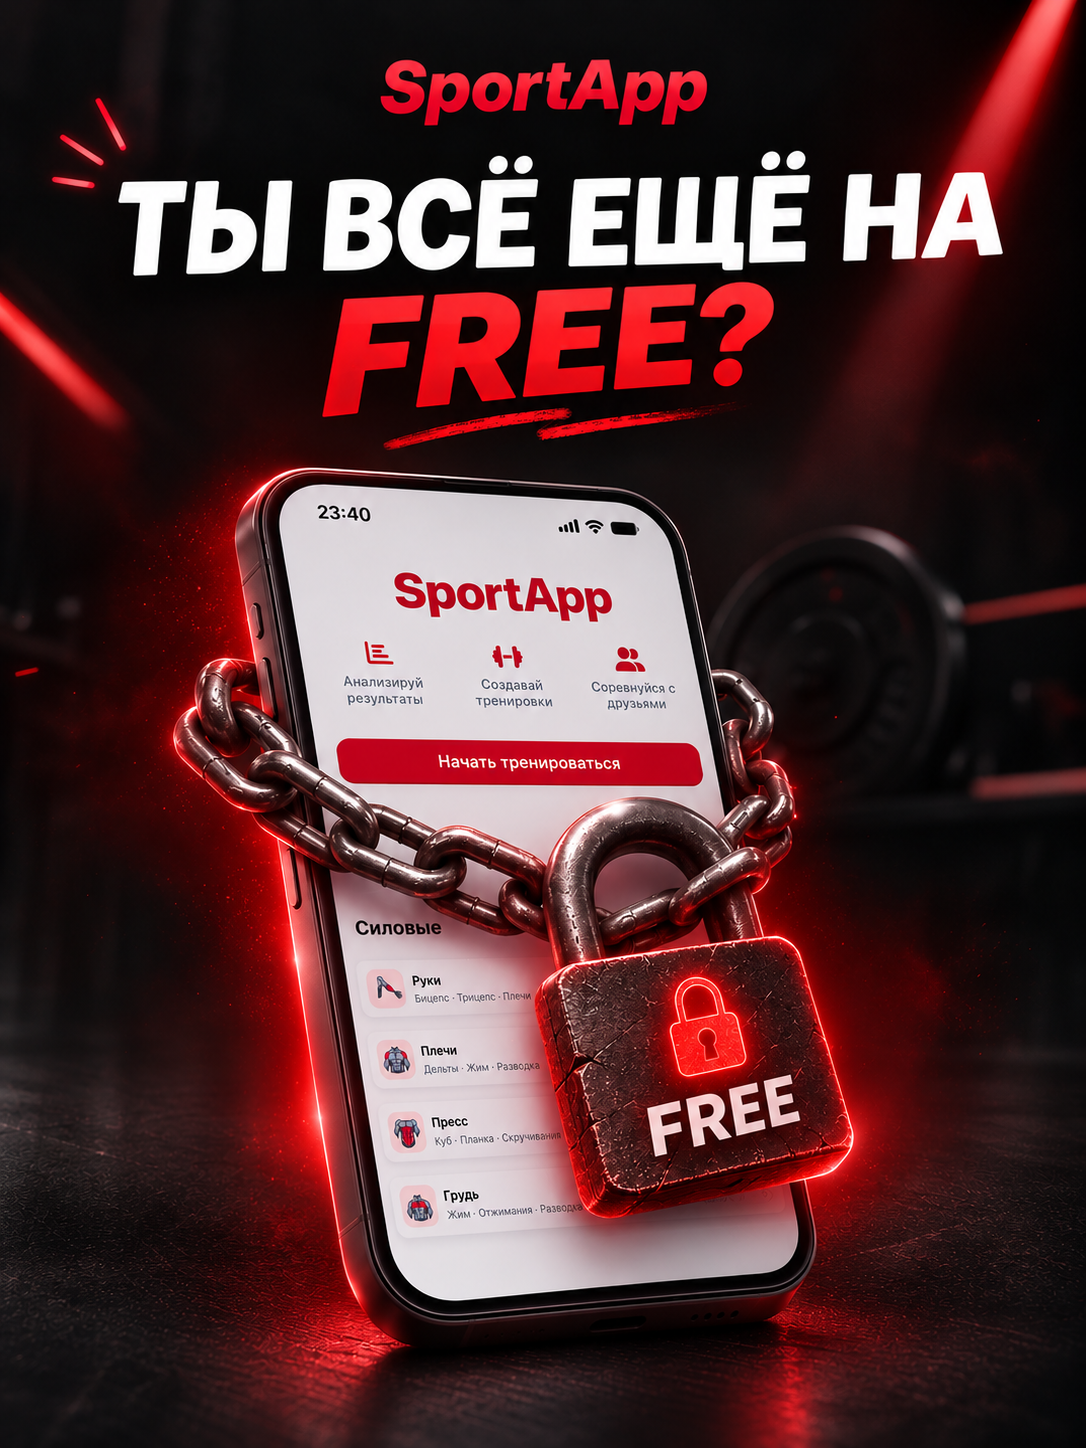 SportApp
ТЫ ВСЁ ЕЩЁ НА
FREE?
23:40
SportApp
Анализируй
результаты
Создавай
тренировки
Соревнуйся с
друзьями
Начать тренироваться
Силовые
Руки
Бицепс · Трицепс · Плечи
Плечи
Дельты · Жим · Разводка
Пресс
Куб · Планка · Скручивания
Грудь
Жим · Отжимания · Разводка
FREE